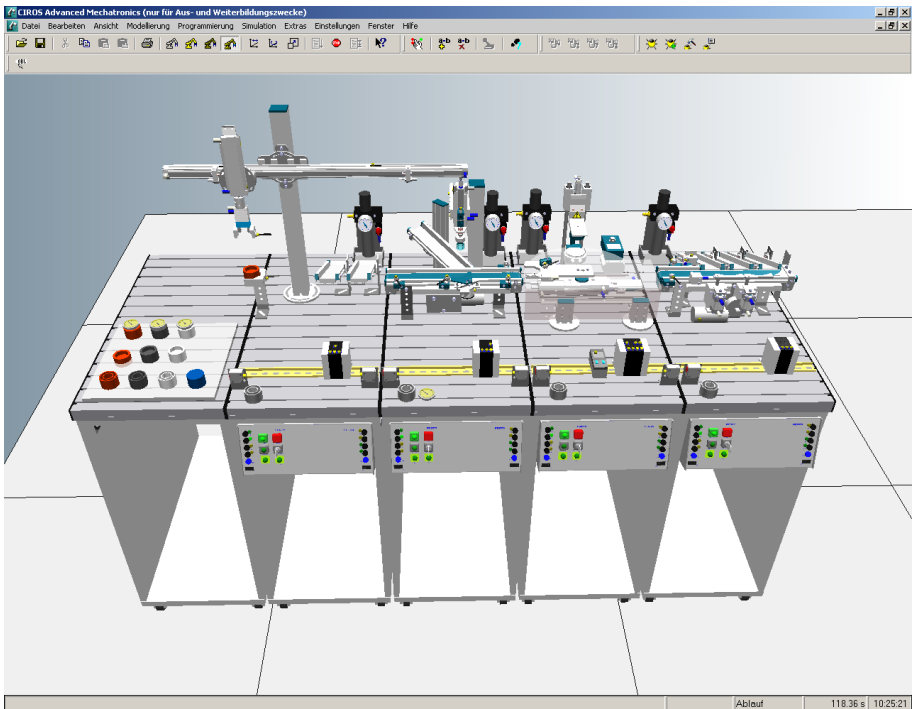 CIROS Advanced Mechatronics (nur für Aus- und Weiterbildungszwecke)
Datei Bearbeiten Ansicht Modellierung Programmierung Simulation Extras Einstellungen Fenster Hilfe
Ablauf 118.36 s 10:25:21